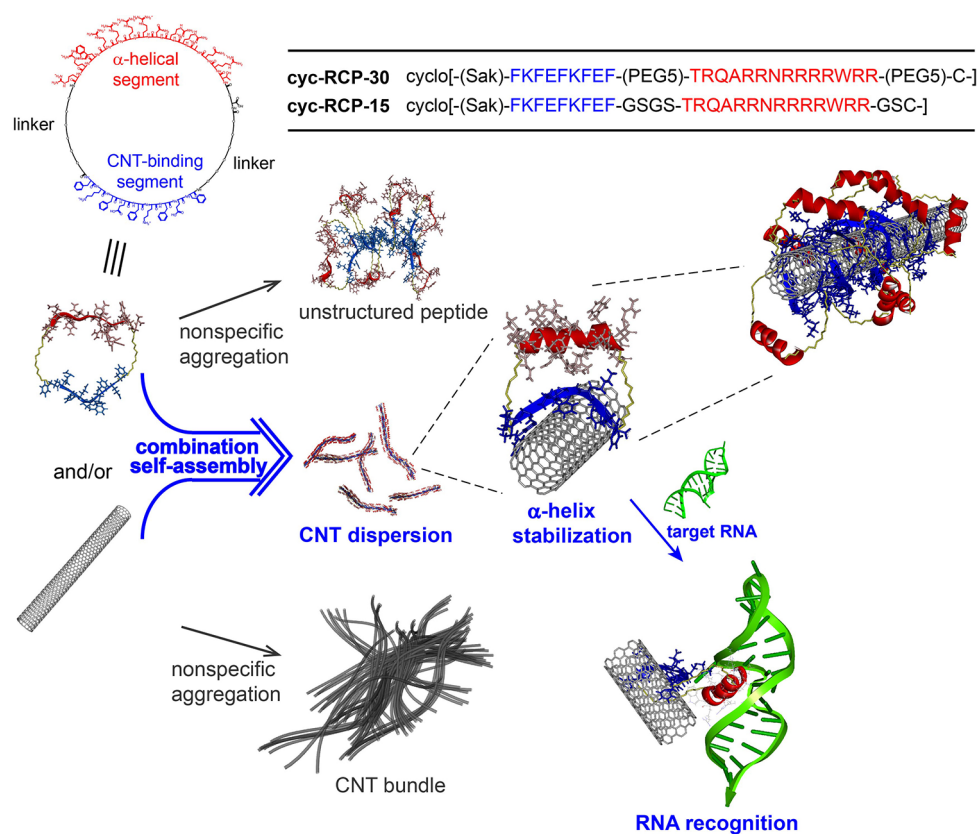 α-helical
segment
linker
CNT-binding
segment
linker
cyc-RCP-30 cyclo[-(Sak)-FKFEFKFEF-(PEG5)-TRQARRNRRRRWRR-(PEG5)-C-]
cyc-RCP-15 cyclo[-(Sak)-FKFEFKFEF-GSGS-TRQARRNRRRRWRR-GSC-]
nonspecific
aggregation
unstructured peptide
combination
self-assembly
and/or
CNT dispersion
α-helix
stabilization
target RNA
nonspecific
aggregation
CNT bundle
RNA recognition